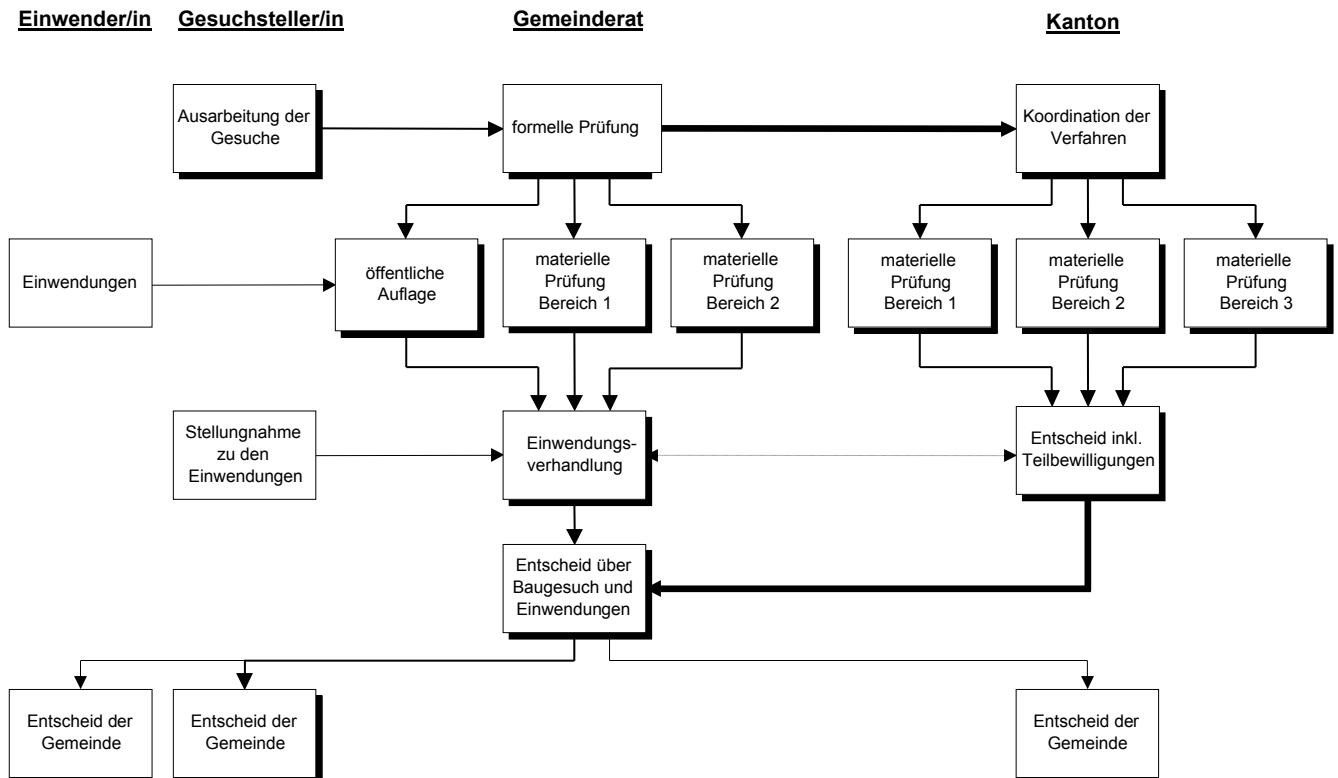 Einwender/in
Gesuchsteller/in
Gemeinderat
Kanton
Ausarbeitung der
Gesuche
formelle Prüfung
Koordination der
Verfahren
Einwendungen
öffentliche
Auflage
materielle
Prüfung
Bereich 1
materielle
Prüfung
Bereich 2
materielle
Prüfung
Bereich 1
materielle
Prüfung
Bereich 2
materielle
Prüfung
Bereich 3
Stellungnahme
zu den
Einwendungen
Einwendungs-
verhandlung
Entscheid inkl.
Teilbewilligungen
Entscheid über
Baugesuch und
Einwendungen
Entscheid der
Gemeinde
Entscheid der
Gemeinde
Entscheid der
Gemeinde